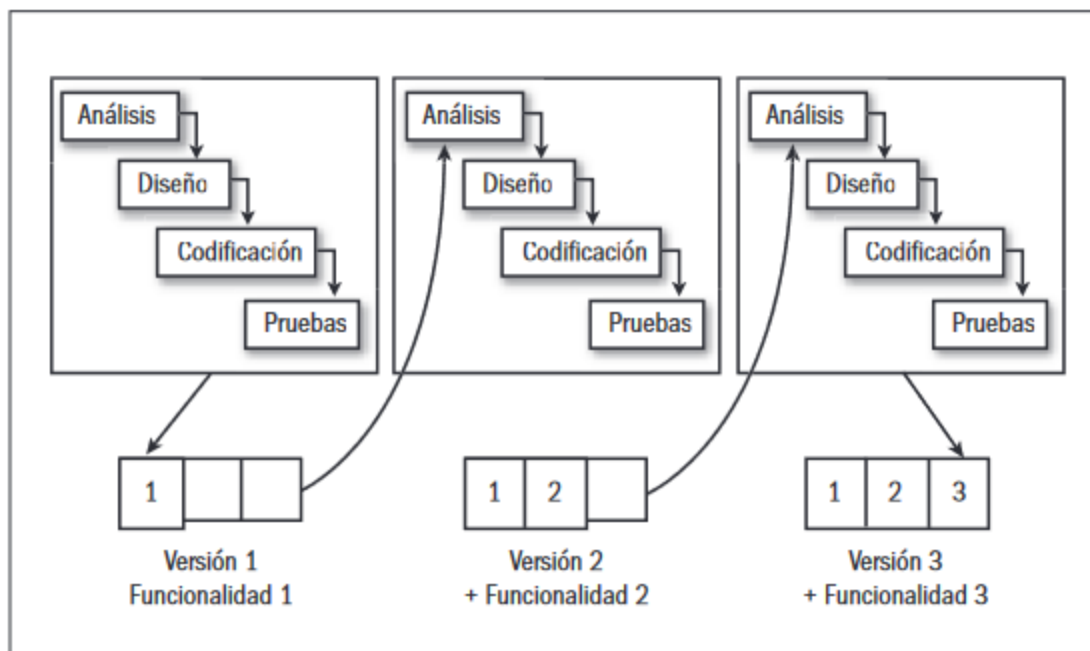 Análisis
Diseño
Codificación
Pruebas
Análisis
Diseño
Codificación
Pruebas
Análisis
Diseño
Codificación
Pruebas
1
Versión 1
Funcionalidad 1
1 2
Versión 2
+ Funcionalidad 2
1 2 3
Versión 3
+ Funcionalidad 3